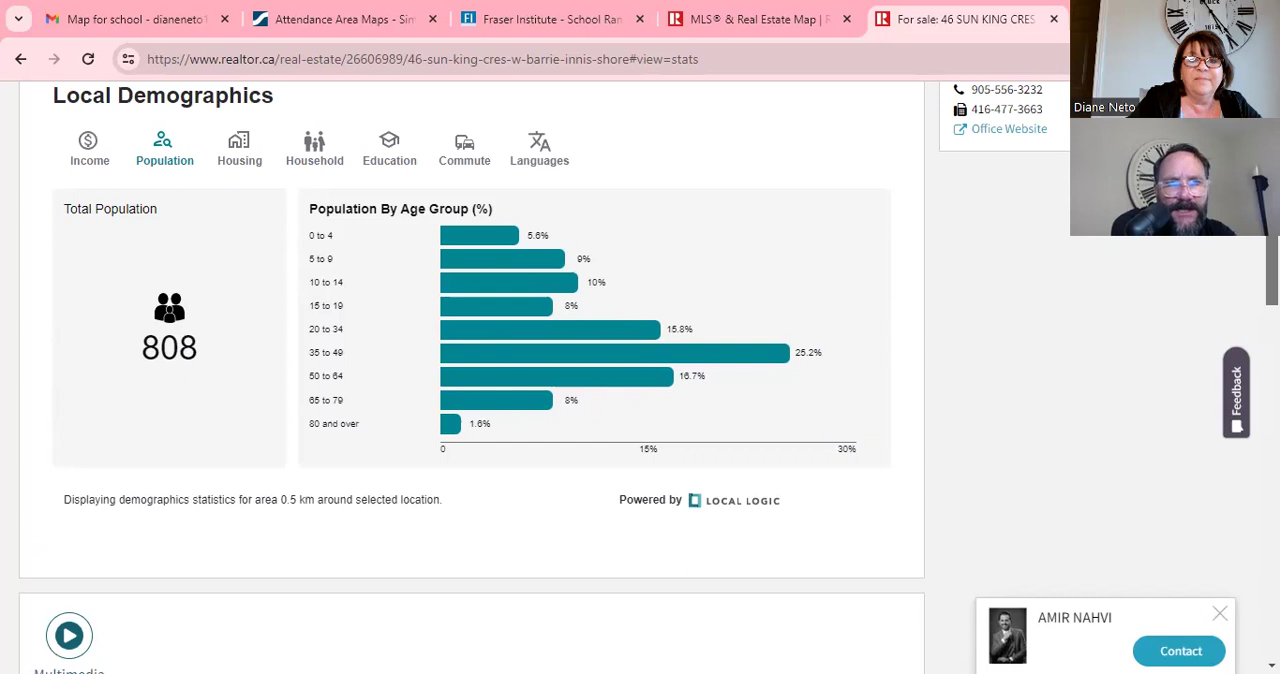 Map for school - dianeneto1
Attendance Area Maps - Sim
Fraser Institute - School Ran
MLS® & Real Estate Map | R
For sale: 46 SUN KING CRES
https://www.realtor.ca/real-estate/26606989/46-sun-king-cres-w-barrie-innis-shore#view=stats
Diane Neto
Local Demographics
905-556-3232
416-477-3663
Office Website
Income
Population
Housing
Household
Education
Commute
Languages
Total Population
808
Population By Age Group (%)
0 to 4 5.6%
5 to 9 9%
10 to 14 10%
15 to 19 8%
20 to 34 15.8%
35 to 49 25.2%
50 to 64 16.7%
65 to 79 8%
80 and over 1.6%
0 15% 30%
Displaying demographics statistics for area 0.5 km around selected location.
Powered by LOCAL LOGIC
Feedback
AMIR NAHVI
Contact
Multimedia